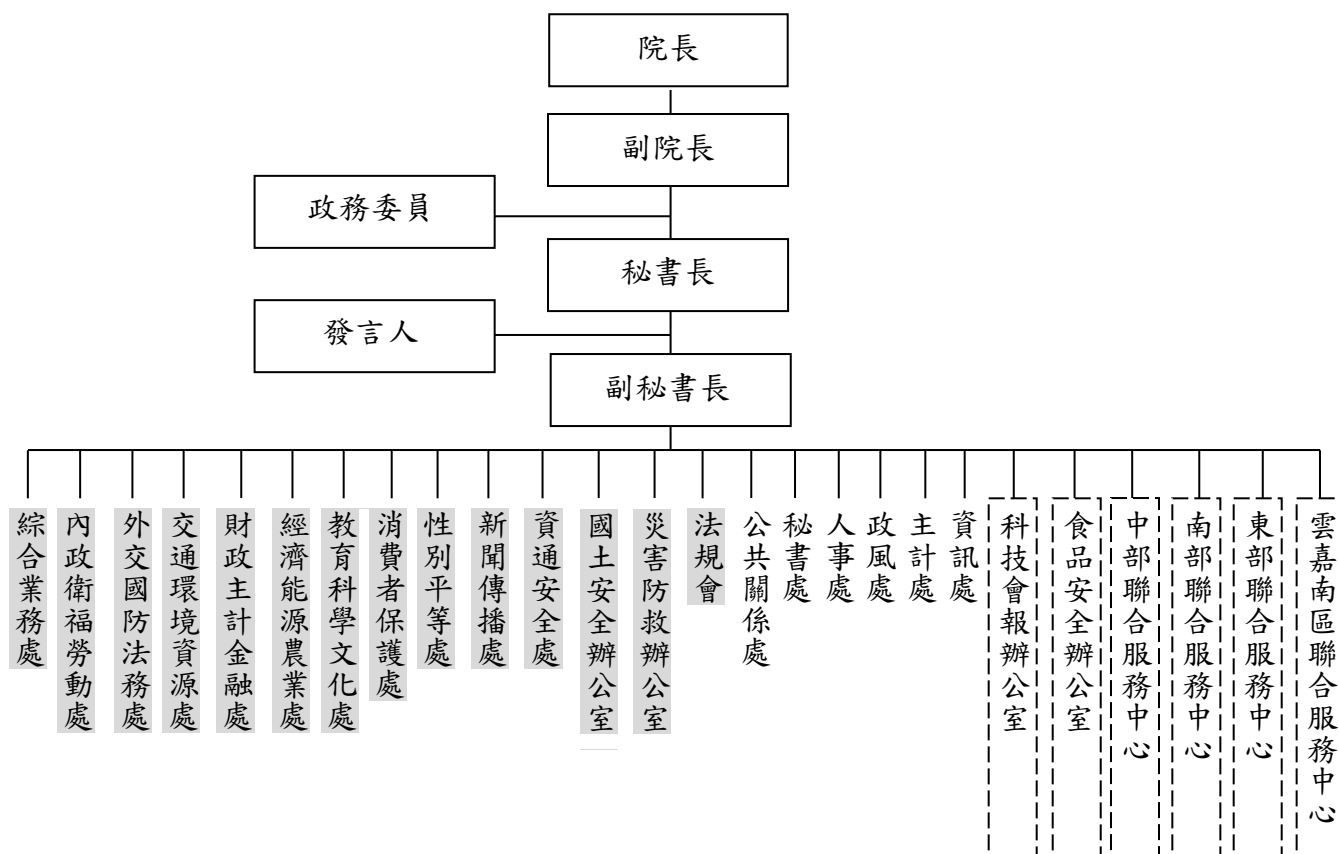 院長
副院長
政務委員
秘書長
發言人
副秘書長
綜合業務處
內政衛福勞動處
外交國防法務處
交通環境資源處
財政主計金融處
經濟能源農業處
教育科學文化處
消費者保護處
性別平等處
新聞傳播處
資通安全處
國土安全辦公室
災害防救辦公室
法規會
公共關係處
秘書處
人事處
政風處
主計處
資訊處
科技會報辦公室
食品安全辦公室
中部聯合服務中心
南部聯合服務中心
東部聯合服務中心
雲嘉南區聯合服務中心